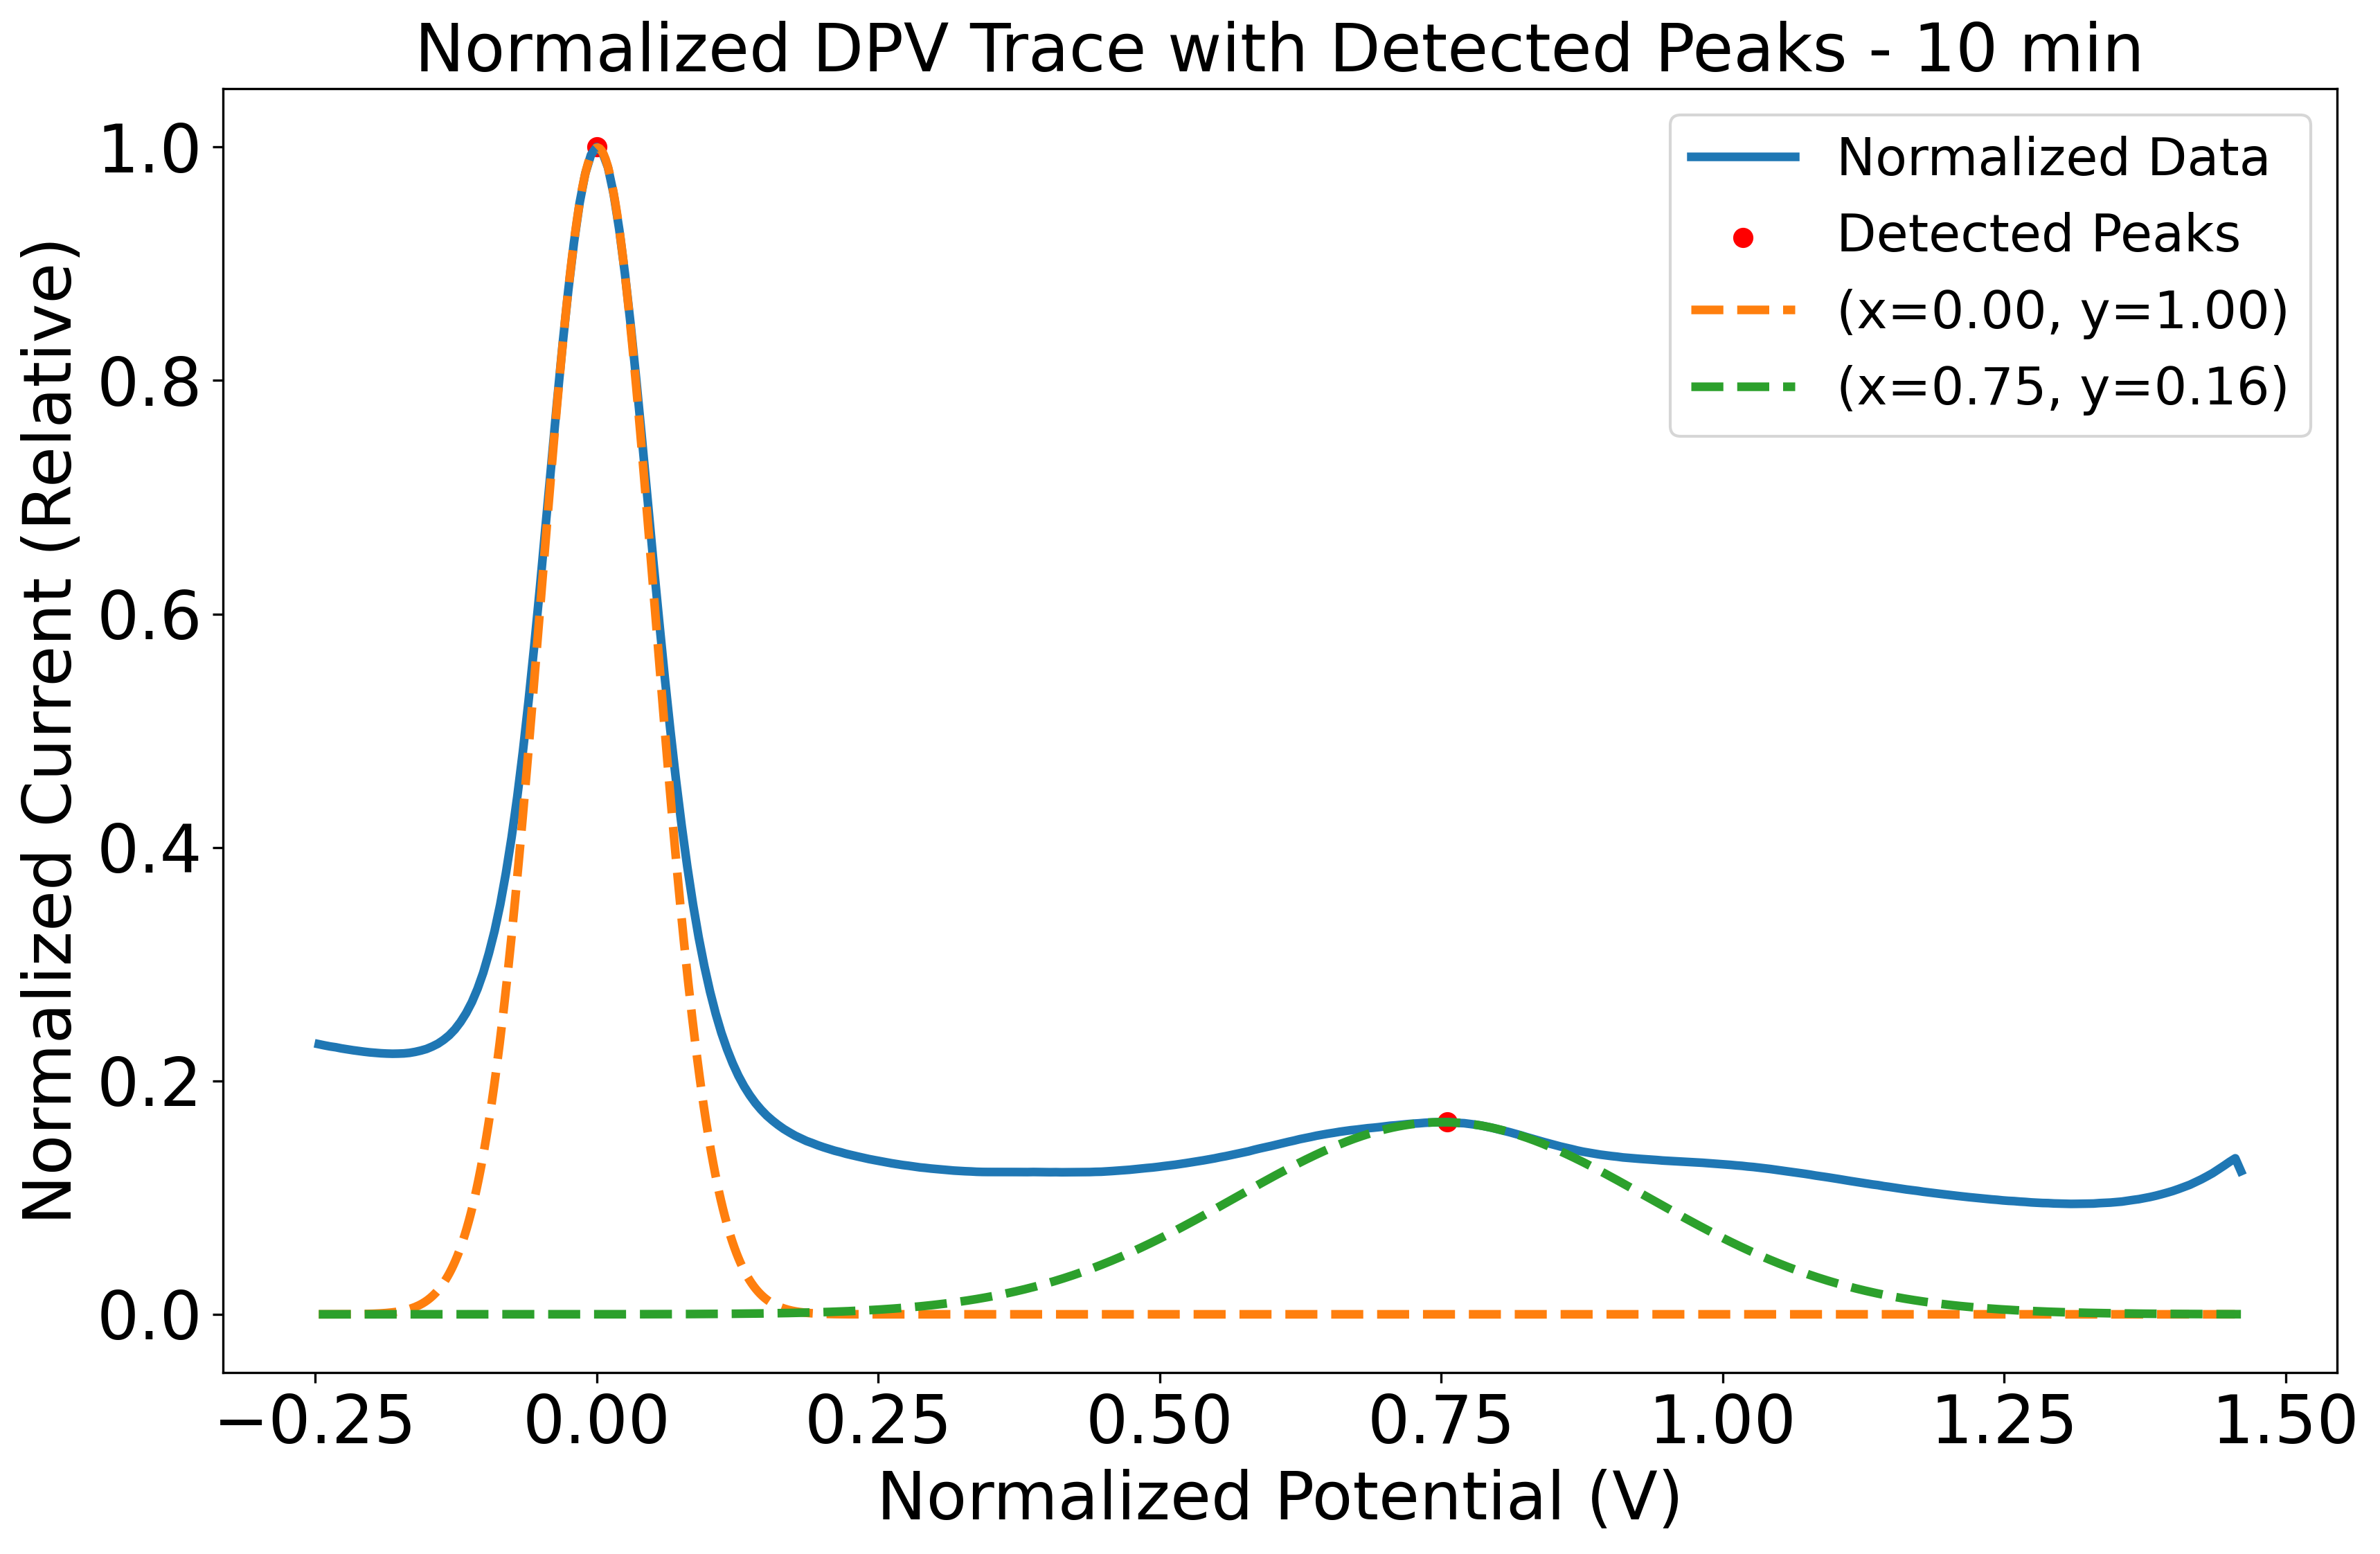 Normalized DPV Trace with Detected Peaks - 10 min
Normalized Current (Relative)
1.0
0.8
0.6
0.4
0.2
0.0
Normalized Data
Detected Peaks
(x=0.00, y=1.00)
(x=0.75, y=0.16)
−0.25 0.00 0.25 0.50 0.75 1.00 1.25 1.50
Normalized Potential (V)